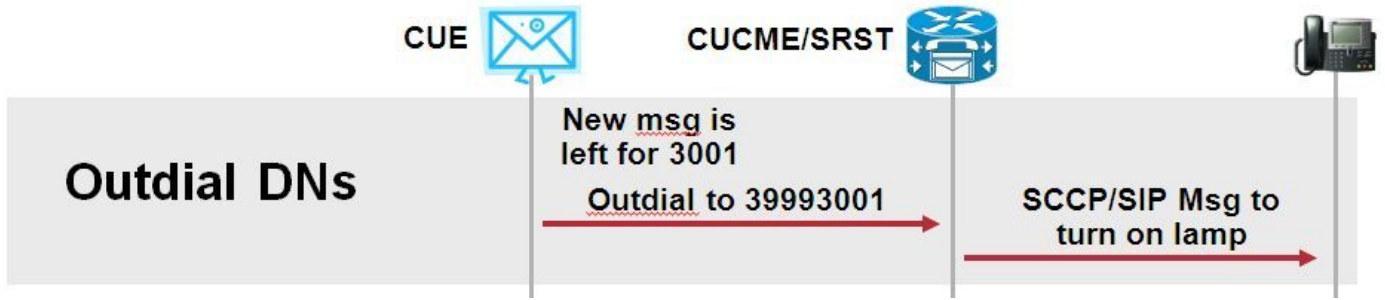 CUE
CUCME/SRST
New msg is
left for 3001
Outdial DNs
Outdial to 39993001
SCCP/SIP Msg to
turn on lamp